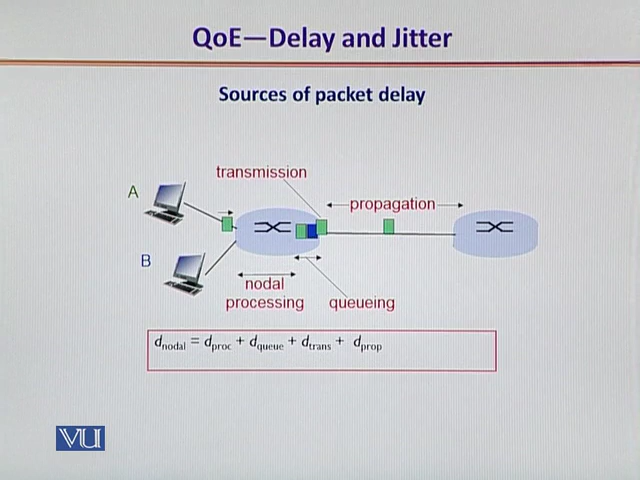 QoE—Delay and Jitter
Sources of packet delay
transmission
A
propagation
B
nodal
processing
queueing
dnodal = dproc + dqueue + dtrans + dprop
VU